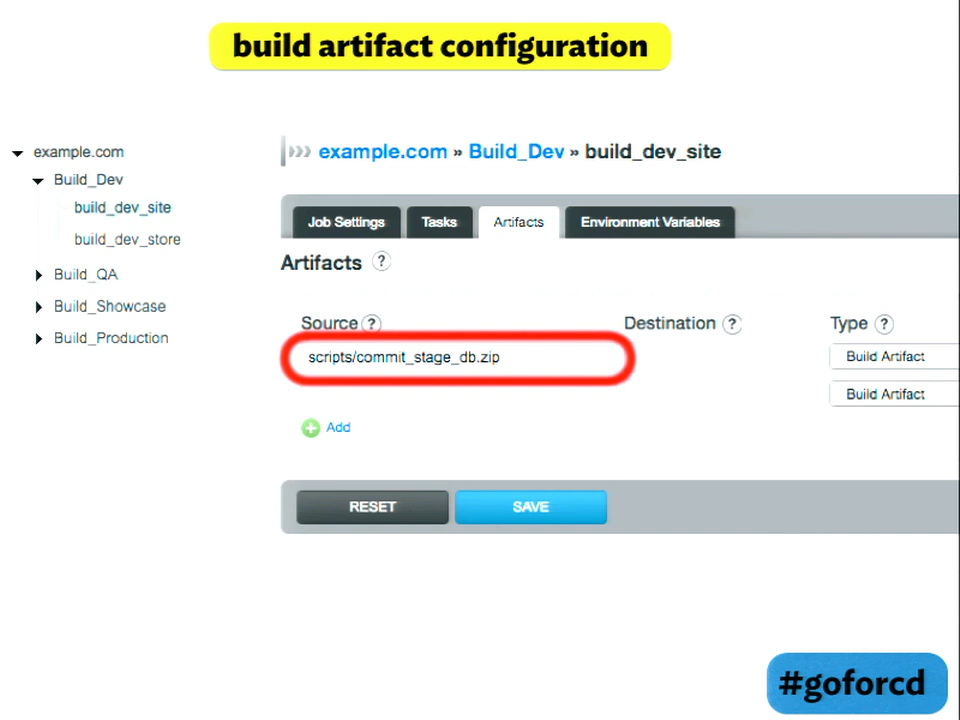 build artifact configuration
example.com
Build_Dev
build_dev_site
build_dev_store
Build_QA
Build_Showcase
Build_Production
example.com » Build_Dev » build_dev_site
Job Settings Tasks Artifacts Environment Variables
Artifacts ?
Source ? Destination ? Type ?
scripts/commit_stage_db.zip Build Artifact
Build Artifact
Add
RESET SAVE
#goforcd